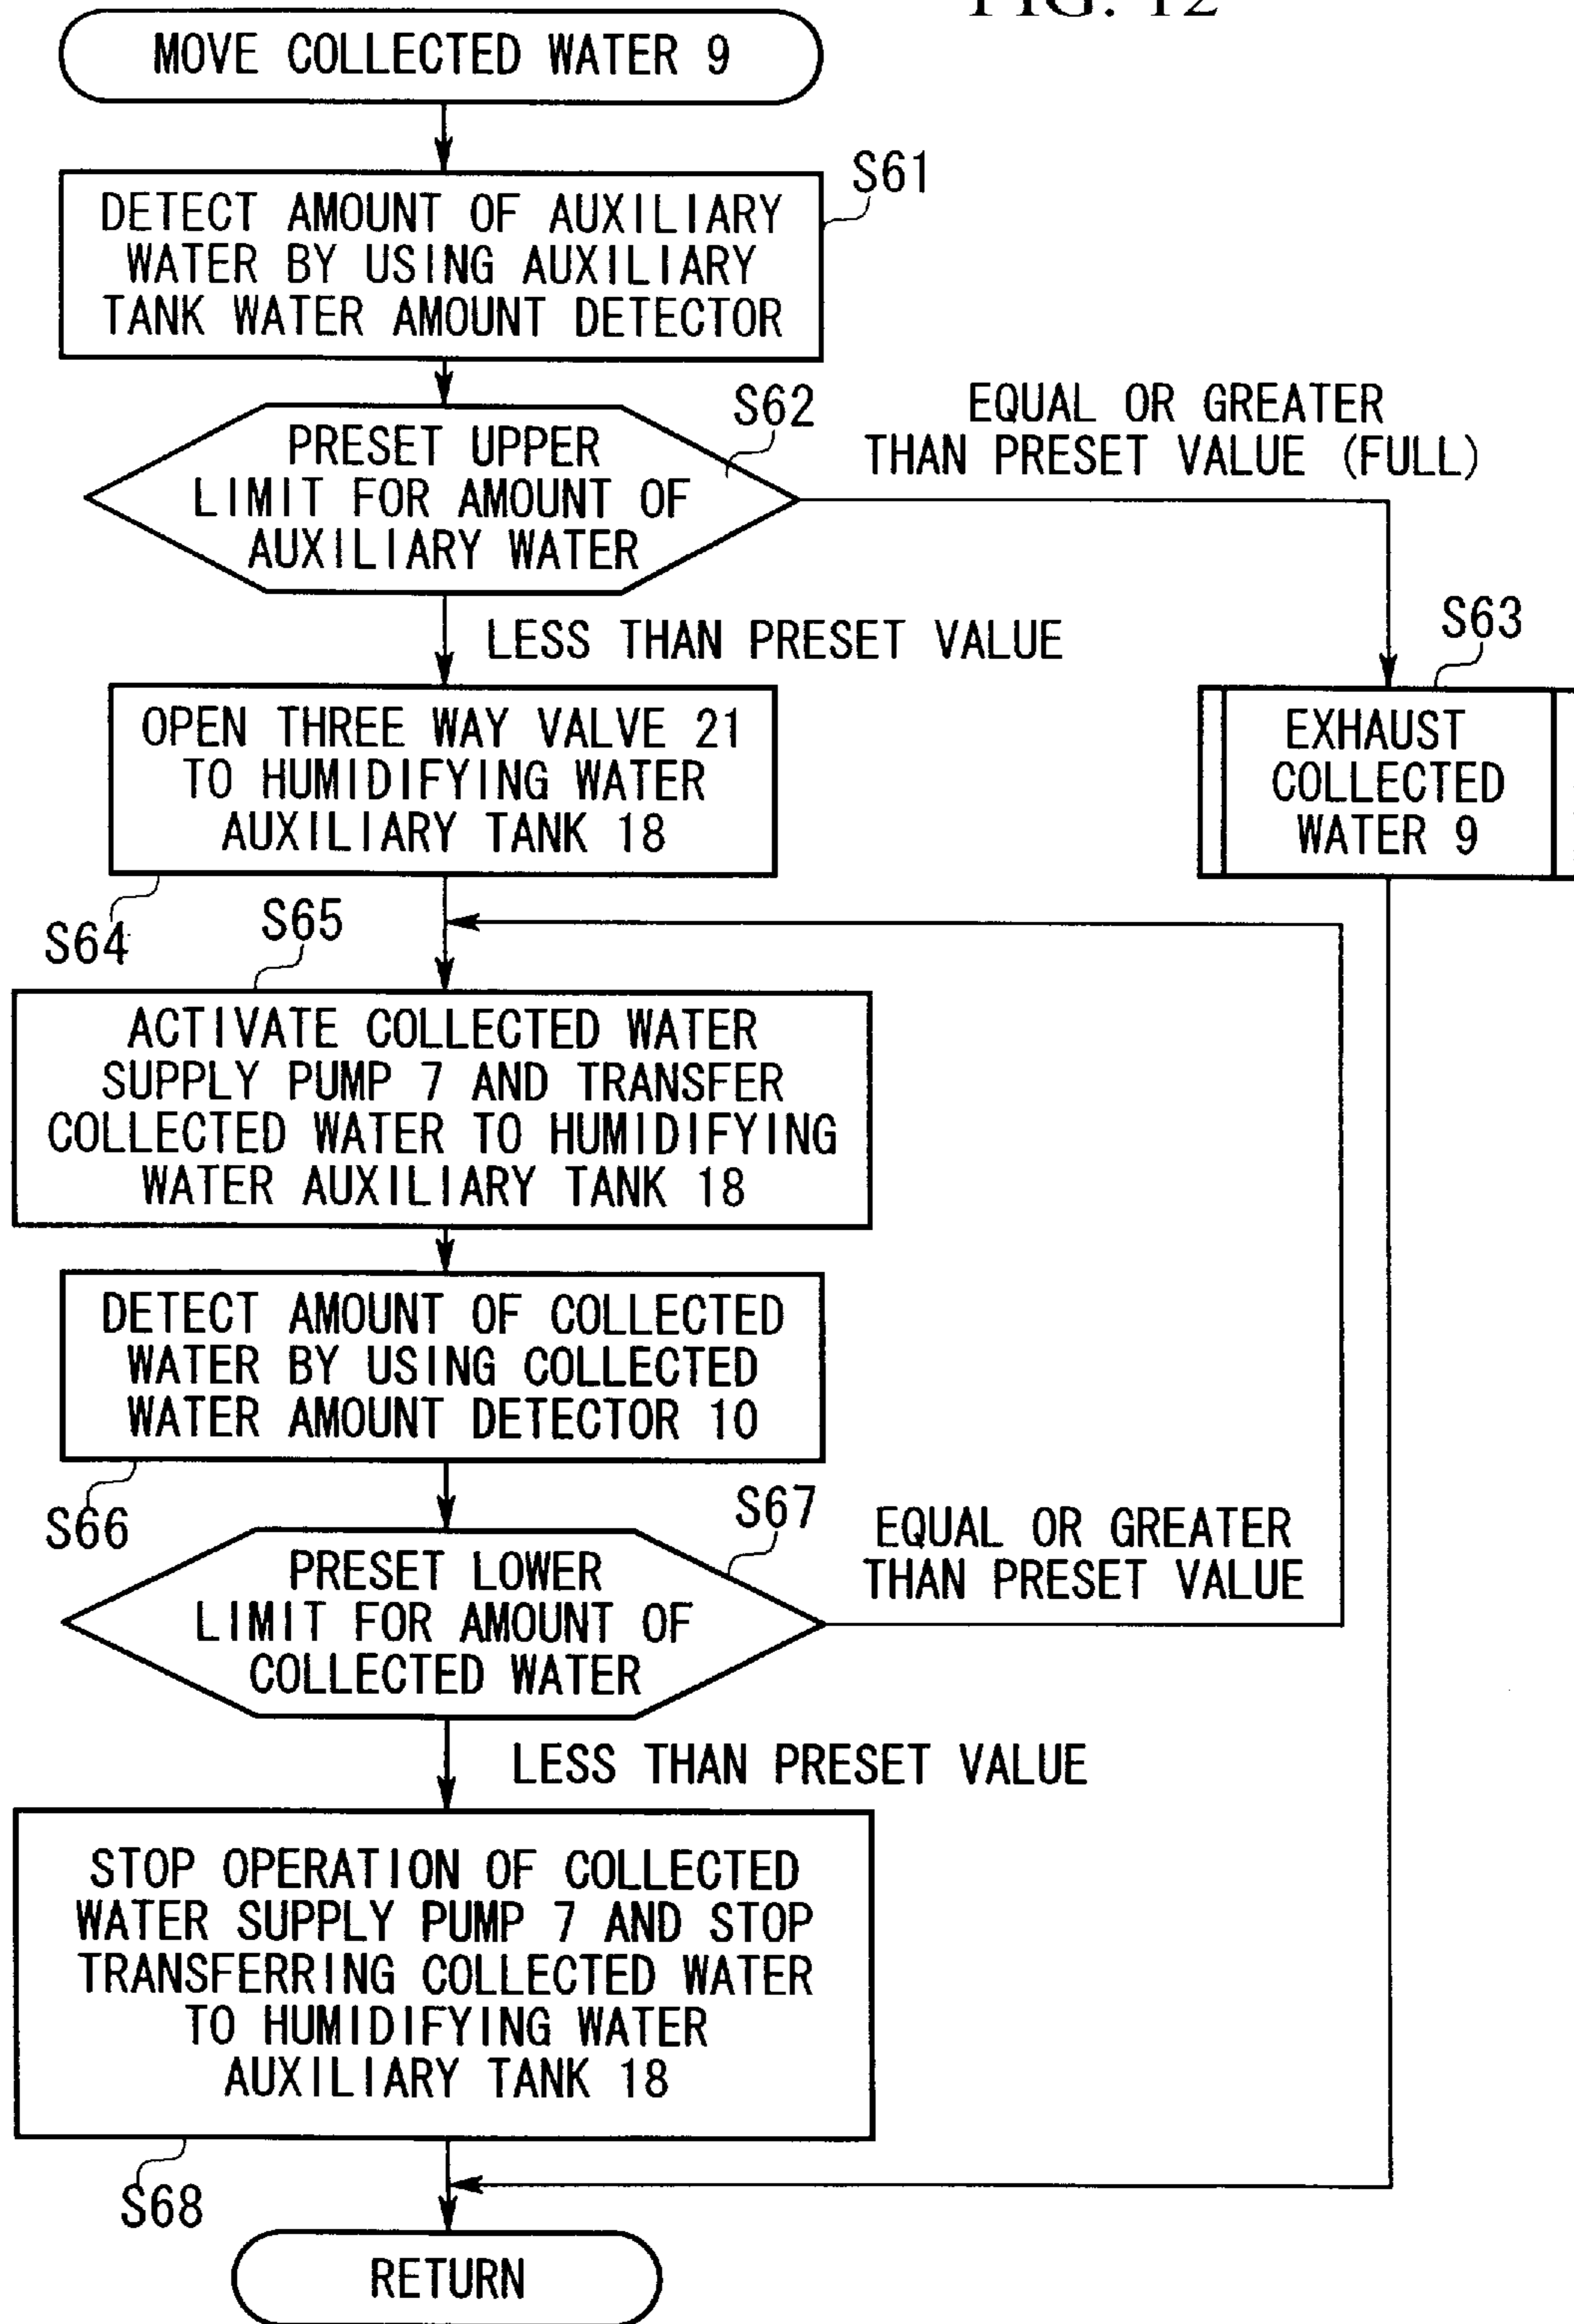 FIG. 12
MOVE COLLECTED WATER 9
S61
DETECT AMOUNT OF AUXILIARY
WATER BY USING AUXILIARY
TANK WATER AMOUNT DETECTOR
S62
PRESET UPPER
LIMIT FOR AMOUNT OF
AUXILIARY WATER
EQUAL OR GREATER
THAN PRESET VALUE (FULL)
LESS THAN PRESET VALUE
S63
EXHAUST
COLLECTED
WATER 9
OPEN THREE WAY VALVE 21
TO HUMIDIFYING WATER
AUXILIARY TANK 18
S64
S65
ACTIVATE COLLECTED WATER
SUPPLY PUMP 7 AND TRANSFER
COLLECTED WATER TO HUMIDIFYING
WATER AUXILIARY TANK 18
DETECT AMOUNT OF COLLECTED
WATER BY USING COLLECTED
WATER AMOUNT DETECTOR 10
S66
S67
PRESET LOWER
LIMIT FOR AMOUNT OF
COLLECTED WATER
EQUAL OR GREATER
THAN PRESET VALUE
LESS THAN PRESET VALUE
STOP OPERATION OF COLLECTED
WATER SUPPLY PUMP 7 AND STOP
TRANSFERRING COLLECTED WATER
TO HUMIDIFYING WATER
AUXILIARY TANK 18
S68
RETURN